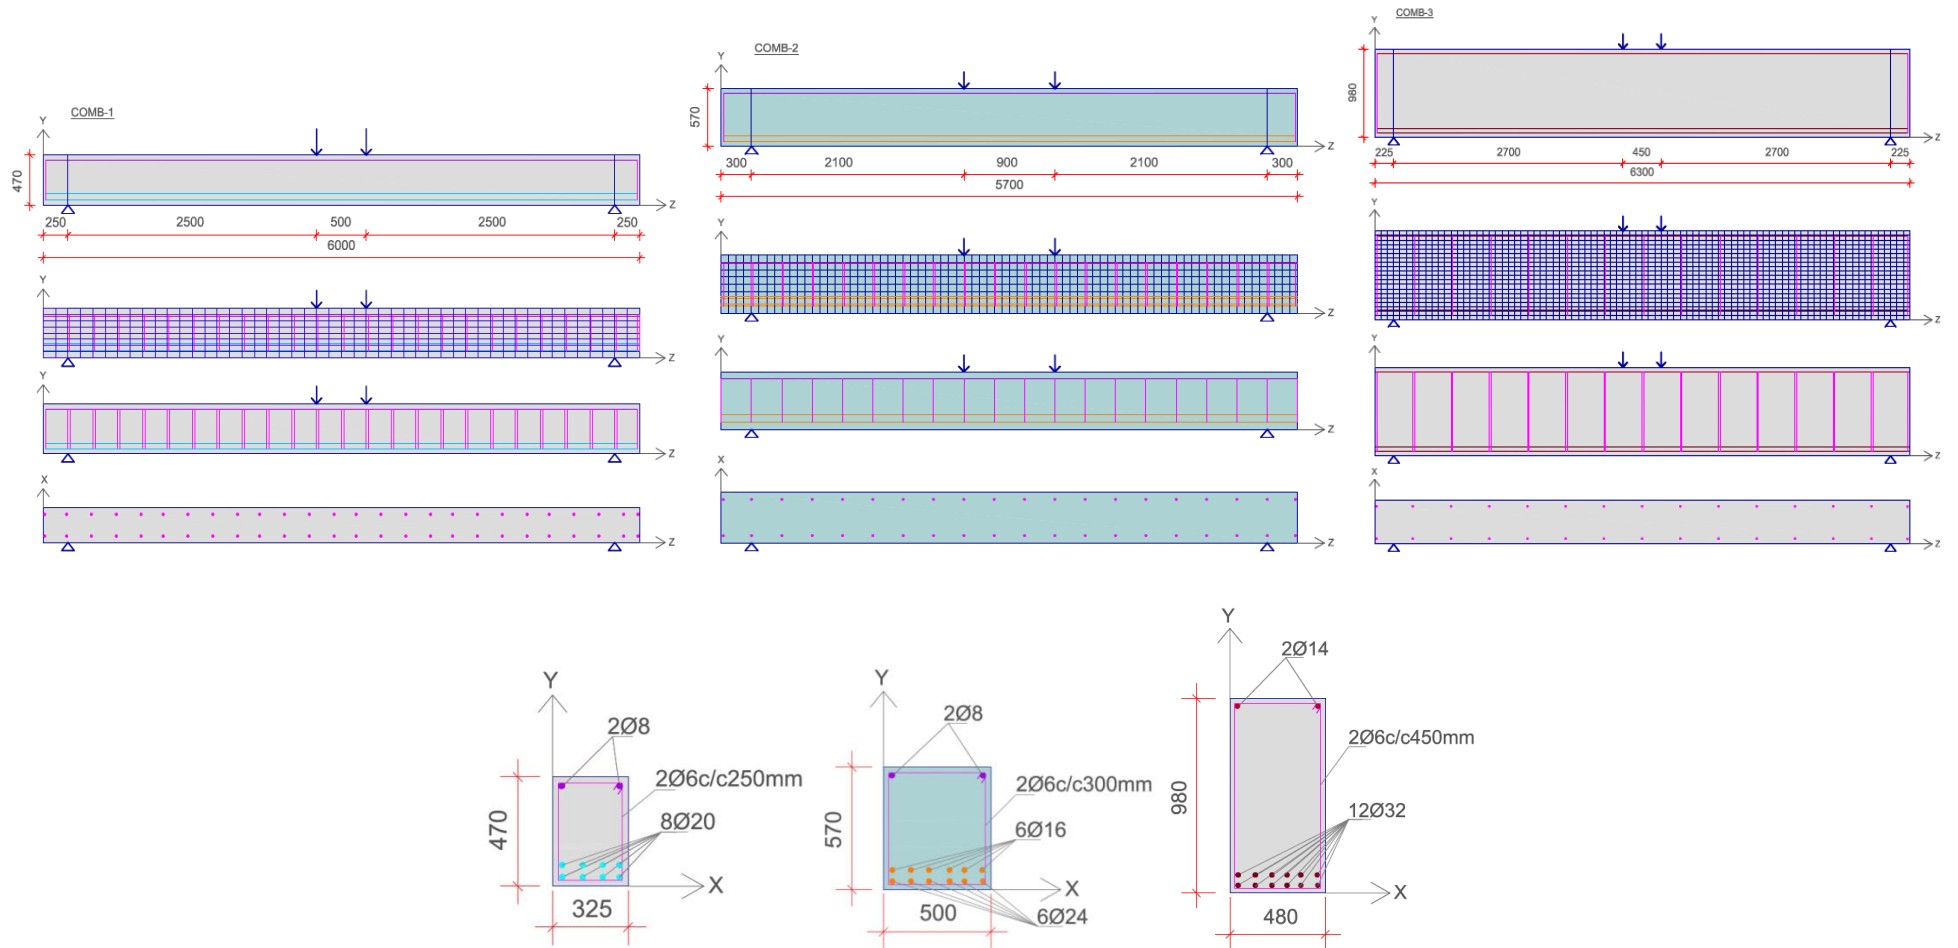 COMB-1
Y
470
Z
250
2500
500
2500
250
6000
Y
Z
Y
Z
X
Z
COMB-2
Y
570
Z
300
2100
900
2100
300
5700
Y
Z
Y
Z
X
Z
COMB-3
Y
980
Z
225
2700
450
2700
225
6300
Y
Z
Y
Z
X
Z
Y
2Ø8
2Ø6c/c250mm
470
8Ø20
X
325
Y
2Ø8
2Ø6c/c300mm
570
6Ø16
X
500
6Ø24
Y
2Ø14
2Ø6c/c450mm
980
12Ø32
X
480